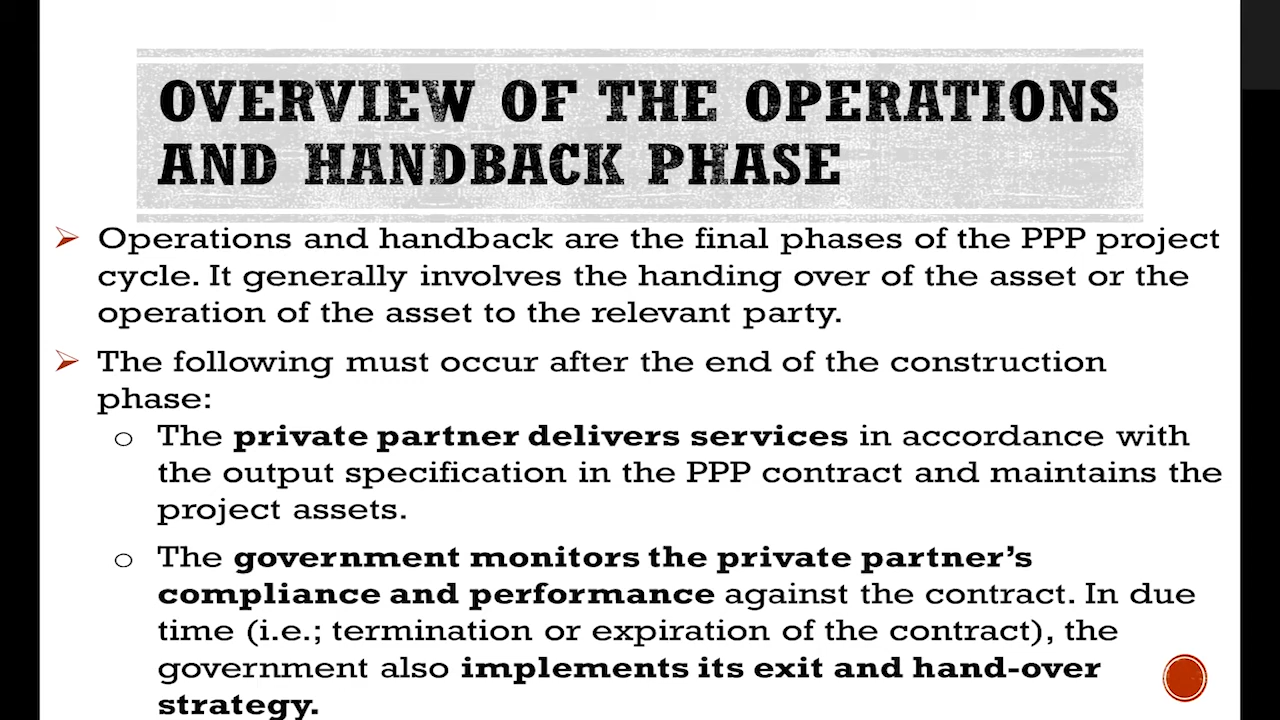 OVERVIEW OF THE OPERATIONS
AND HANDBACK PHASE
➢ Operations and handback are the final phases of the PPP project
cycle. It generally involves the handing over of the asset or the
operation of the asset to the relevant party.
➢ The following must occur after the end of the construction
phase:
o The private partner delivers services in accordance with
the output specification in the PPP contract and maintains the
project assets.
o The government monitors the private partner's
compliance and performance against the contract. In due
time (i.e.; termination or expiration of the contract), the
government also implements its exit and hand-over
strategy.